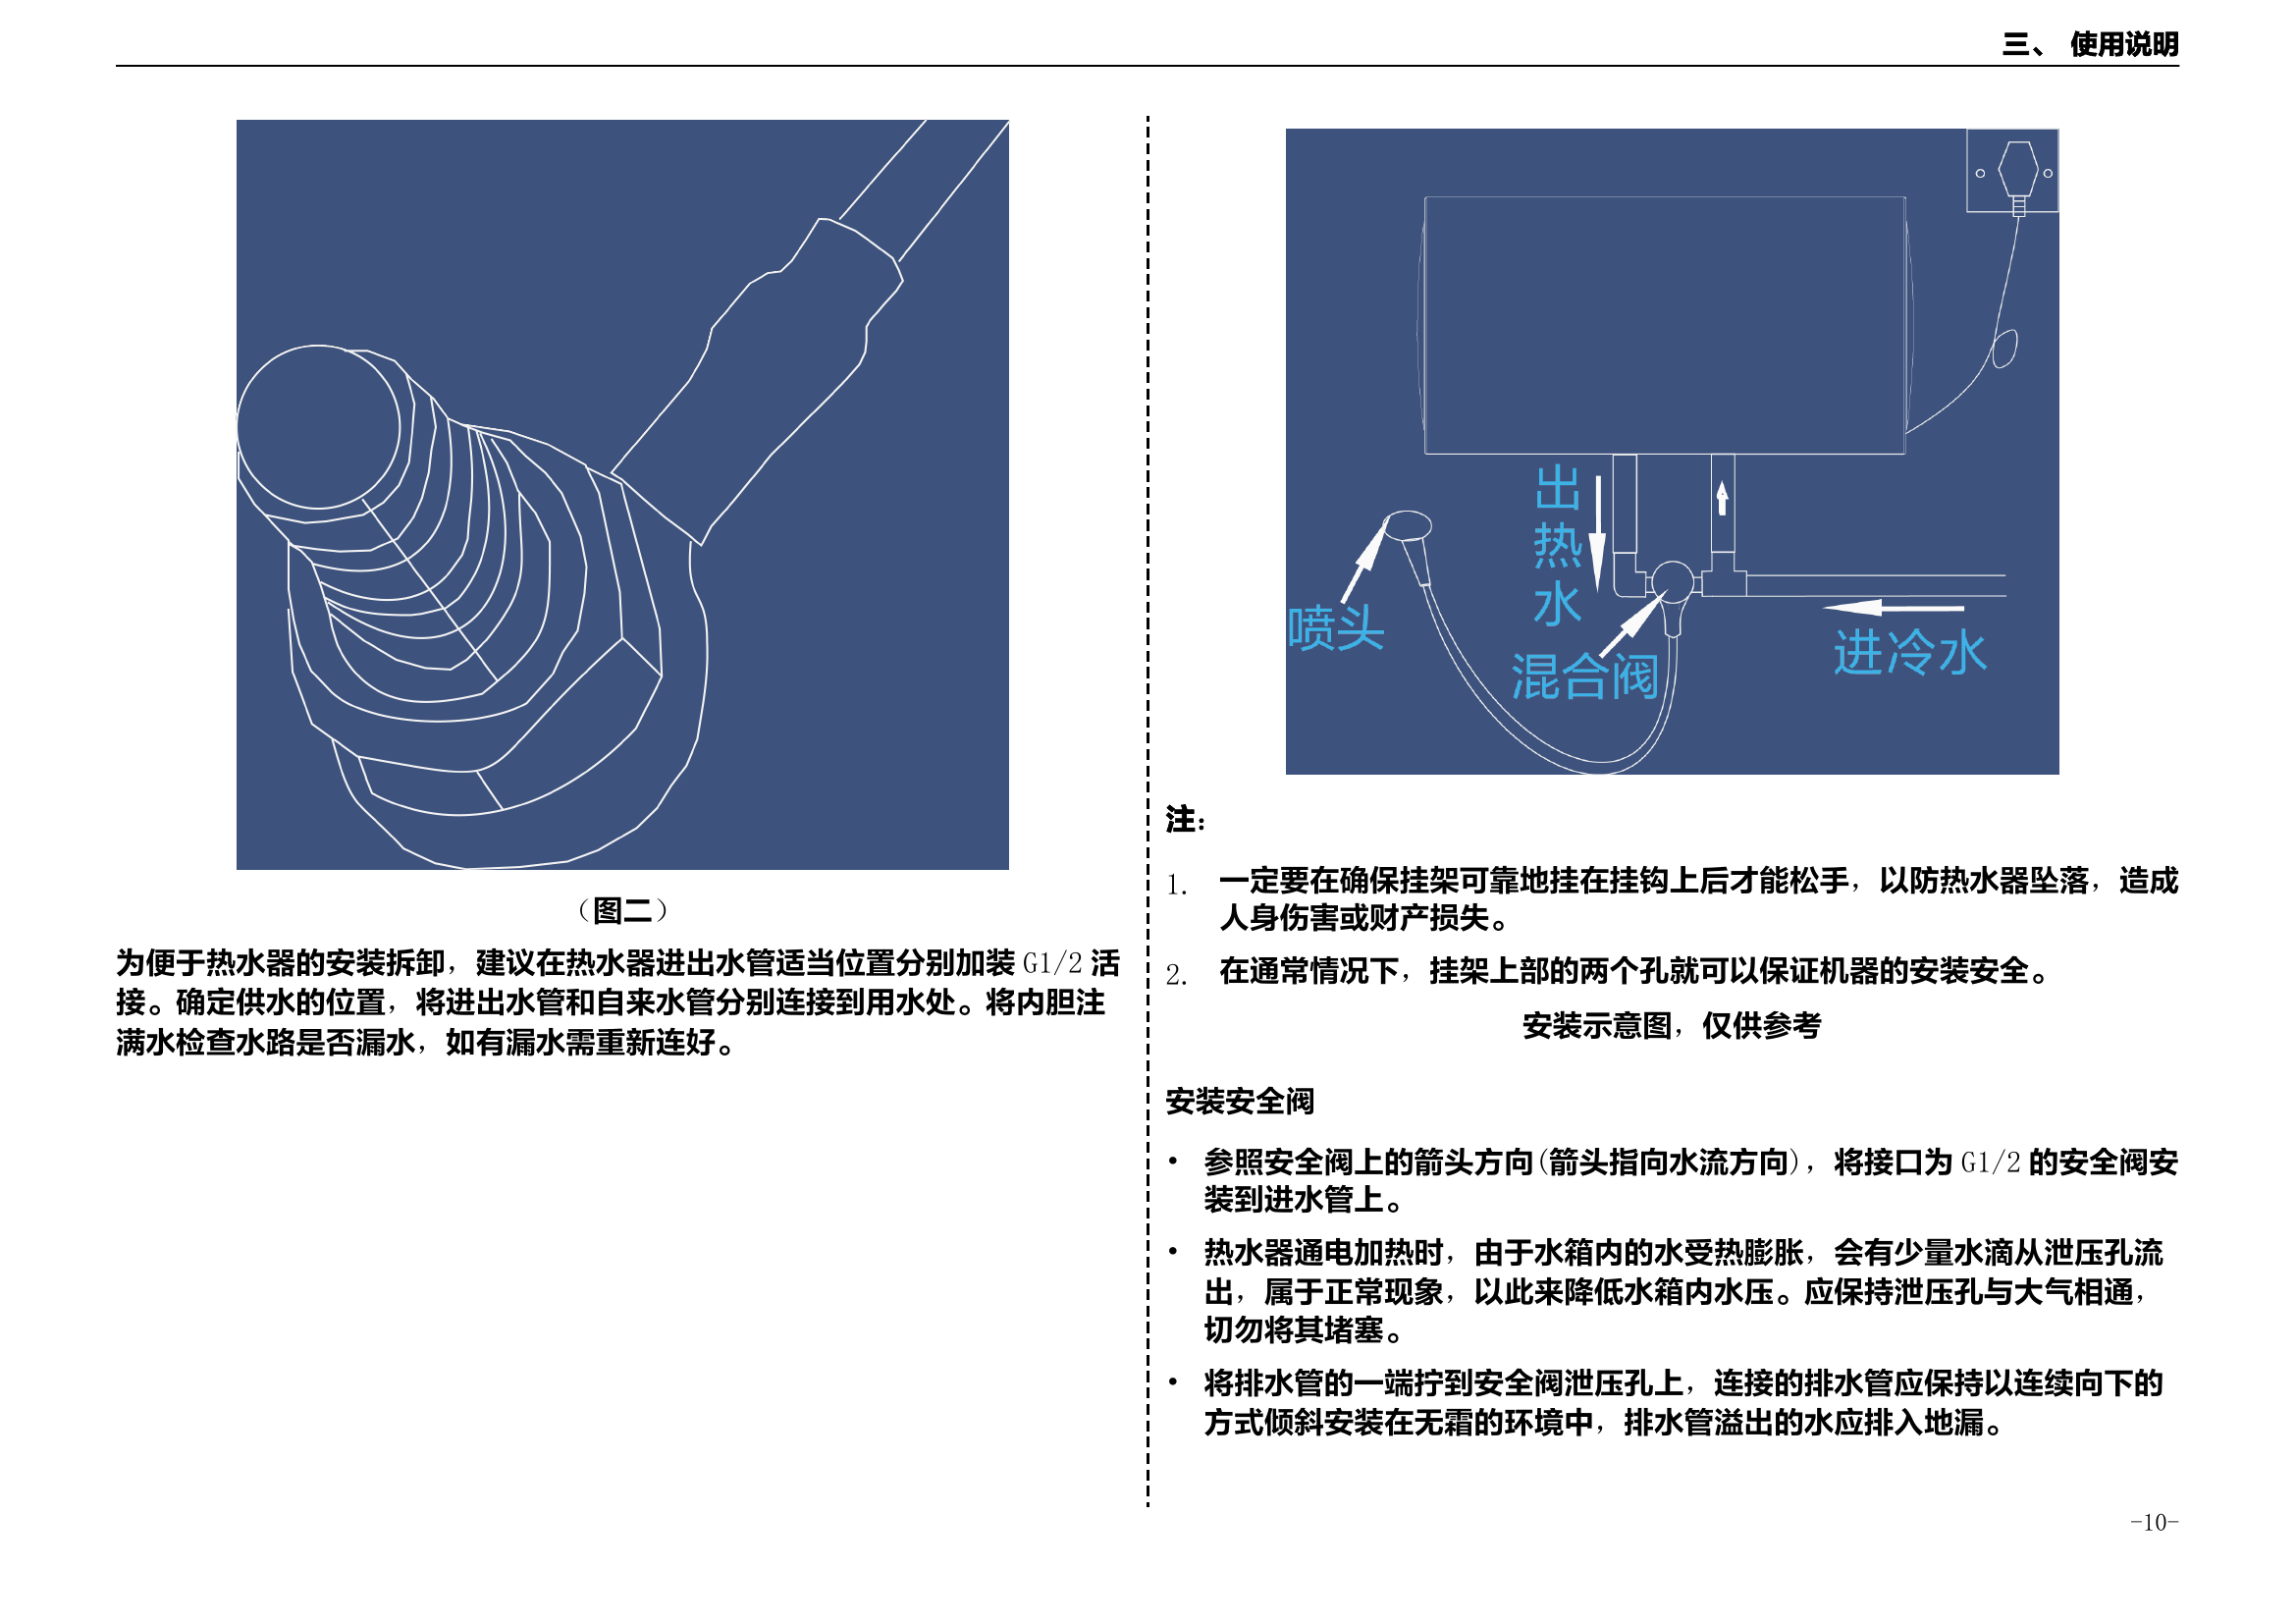 三、 使用说明
（图二）
为便于热水器的安装拆卸，建议在热水器进出水管适当位置分别加装 G1/2 活
接。确定供水的位置，将进出水管和自来水管分别连接到用水处。将内胆注
满水检查水路是否漏水，如有漏水需重新连好。
出
热
水
喷头
混合阀
进冷水
注：
1. 一定要在确保挂架可靠地挂在挂钩上后才能松手，以防热水器坠落，造成
人身伤害或财产损失。
2. 在通常情况下，挂架上部的两个孔就可以保证机器的安装安全。
安装示意图，仅供参考
安装安全阀
• 参照安全阀上的箭头方向(箭头指向水流方向)，将接口为 G1/2 的安全阀安
装到进水管上。
• 热水器通电加热时，由于水箱内的水受热膨胀，会有少量水滴从泄压孔流
出，属于正常现象，以此来降低水箱内水压。应保持泄压孔与大气相通，
切勿将其堵塞。
• 将排水管的一端拧到安全阀泄压孔上，连接的排水管应保持以连续向下的
方式倾斜安装在无霜的环境中，排水管溢出的水应排入地漏。
-10-